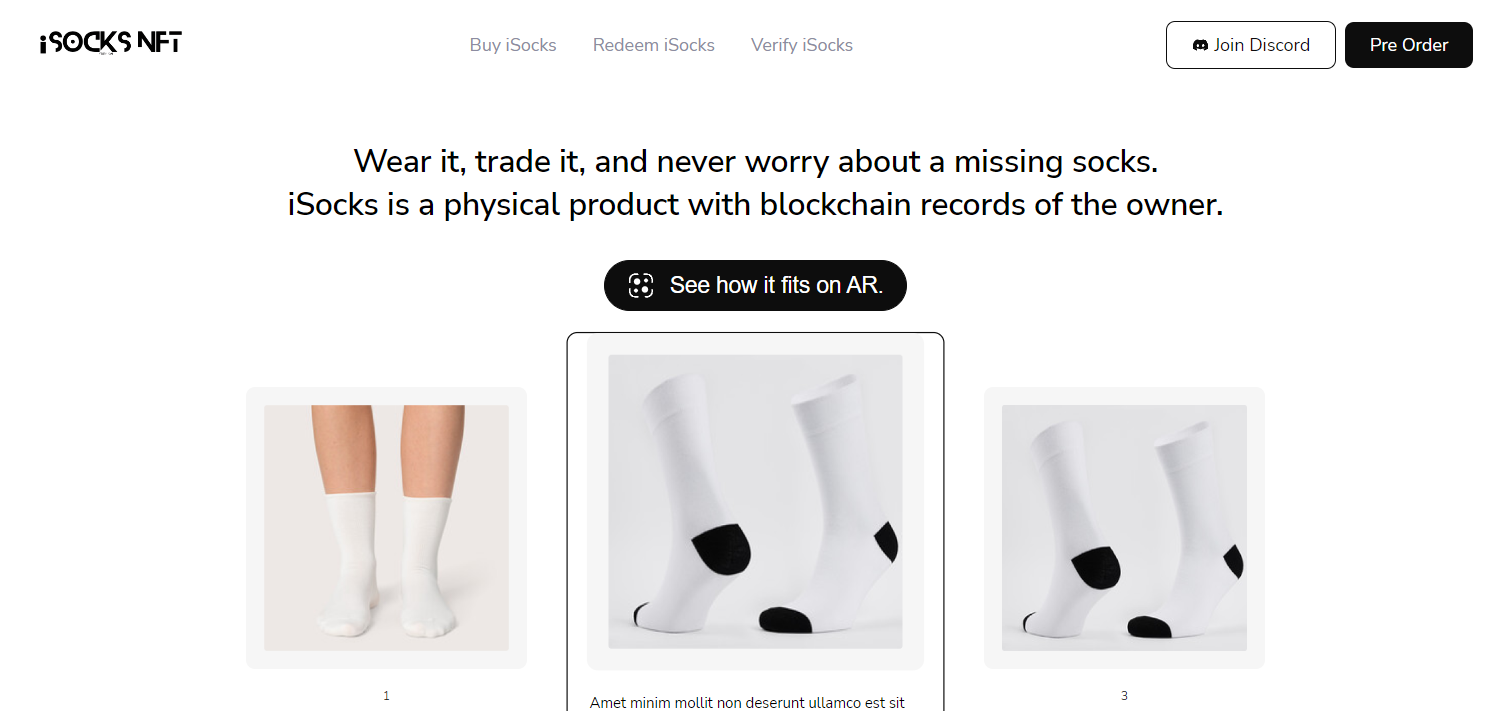 iSOCKS NFT
Buy iSocks
Redeem iSocks
Verify iSocks
Join Discord
Pre Order
Wear it, trade it, and never worry about a missing socks.
iSocks is a physical product with blockchain records of the owner.
See how it fits on AR.
1
Amet minim mollit non deserunt ullamco est sit
3